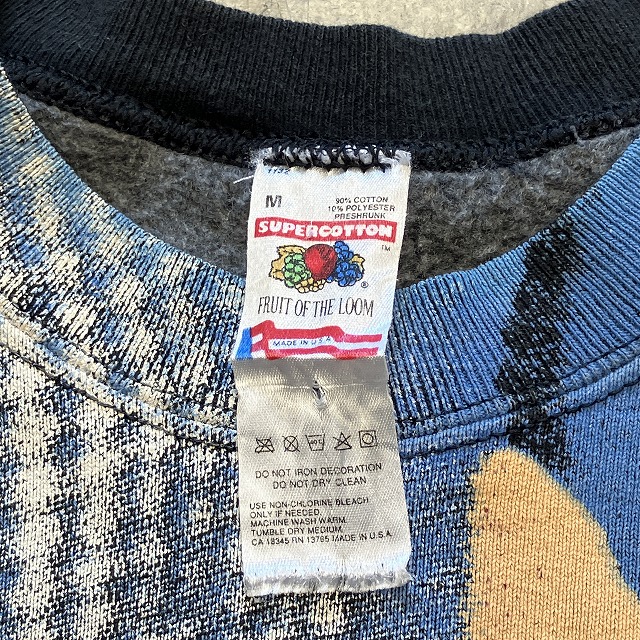 M
90% COTTON
10% POLYESTER
PRESHRUNK
SUPERCOTTON
TM
®
FRUIT OF THE LOOM
MADE IN U.S.A.
DO NOT IRON DECORATION
DO NOT DRY CLEAN
USE NON-CHLORINE BLEACH
ONLY IF NEEDED.
MACHINE WASH WARM.
TUMBLE DRY MEDIUM.
CA 18345 RN 13765 MADE IN U.S.A.